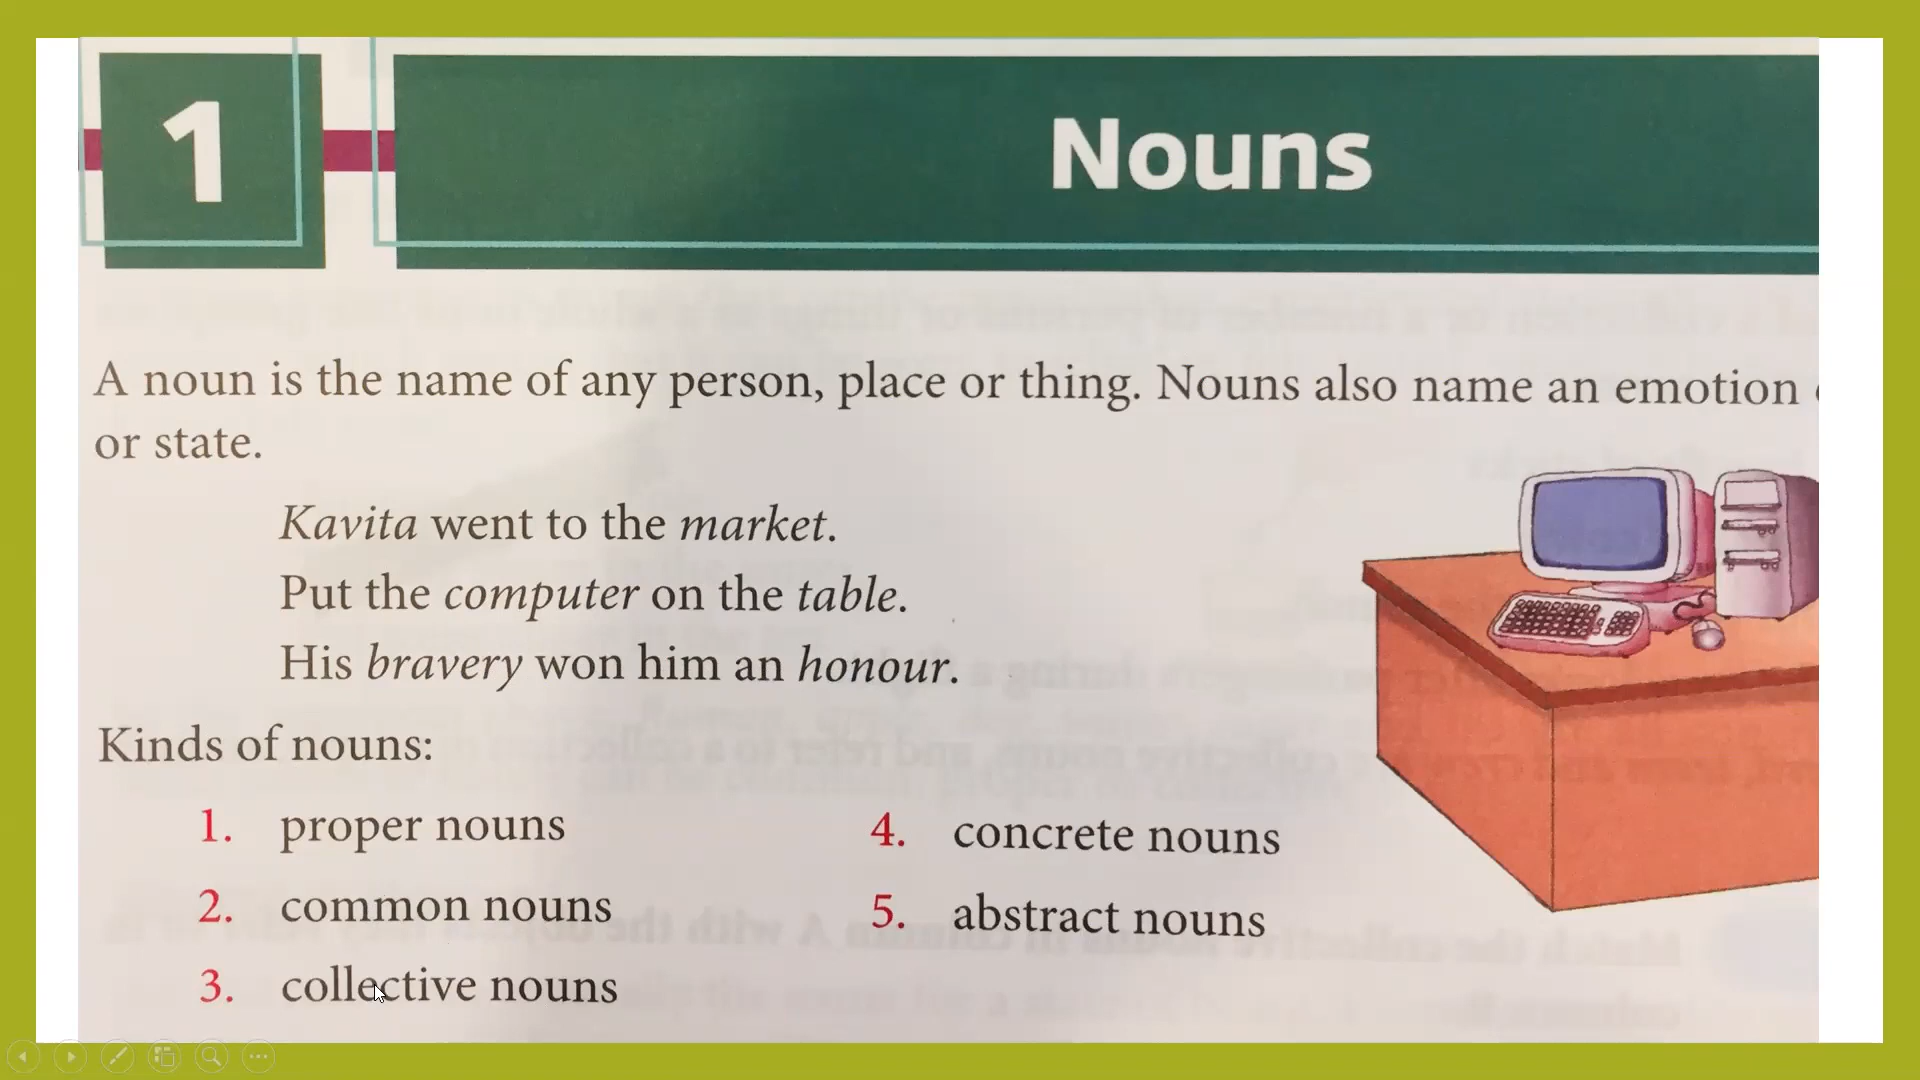 1
Nouns
A noun is the name of any person, place or thing. Nouns also name an emotion
or state.
Kavita went to the market.
Put the computer on the table.
His bravery won him an honour.
Kinds of nouns:
1. proper nouns
2. common nouns
3. collective nouns
4. concrete nouns
5. abstract nouns